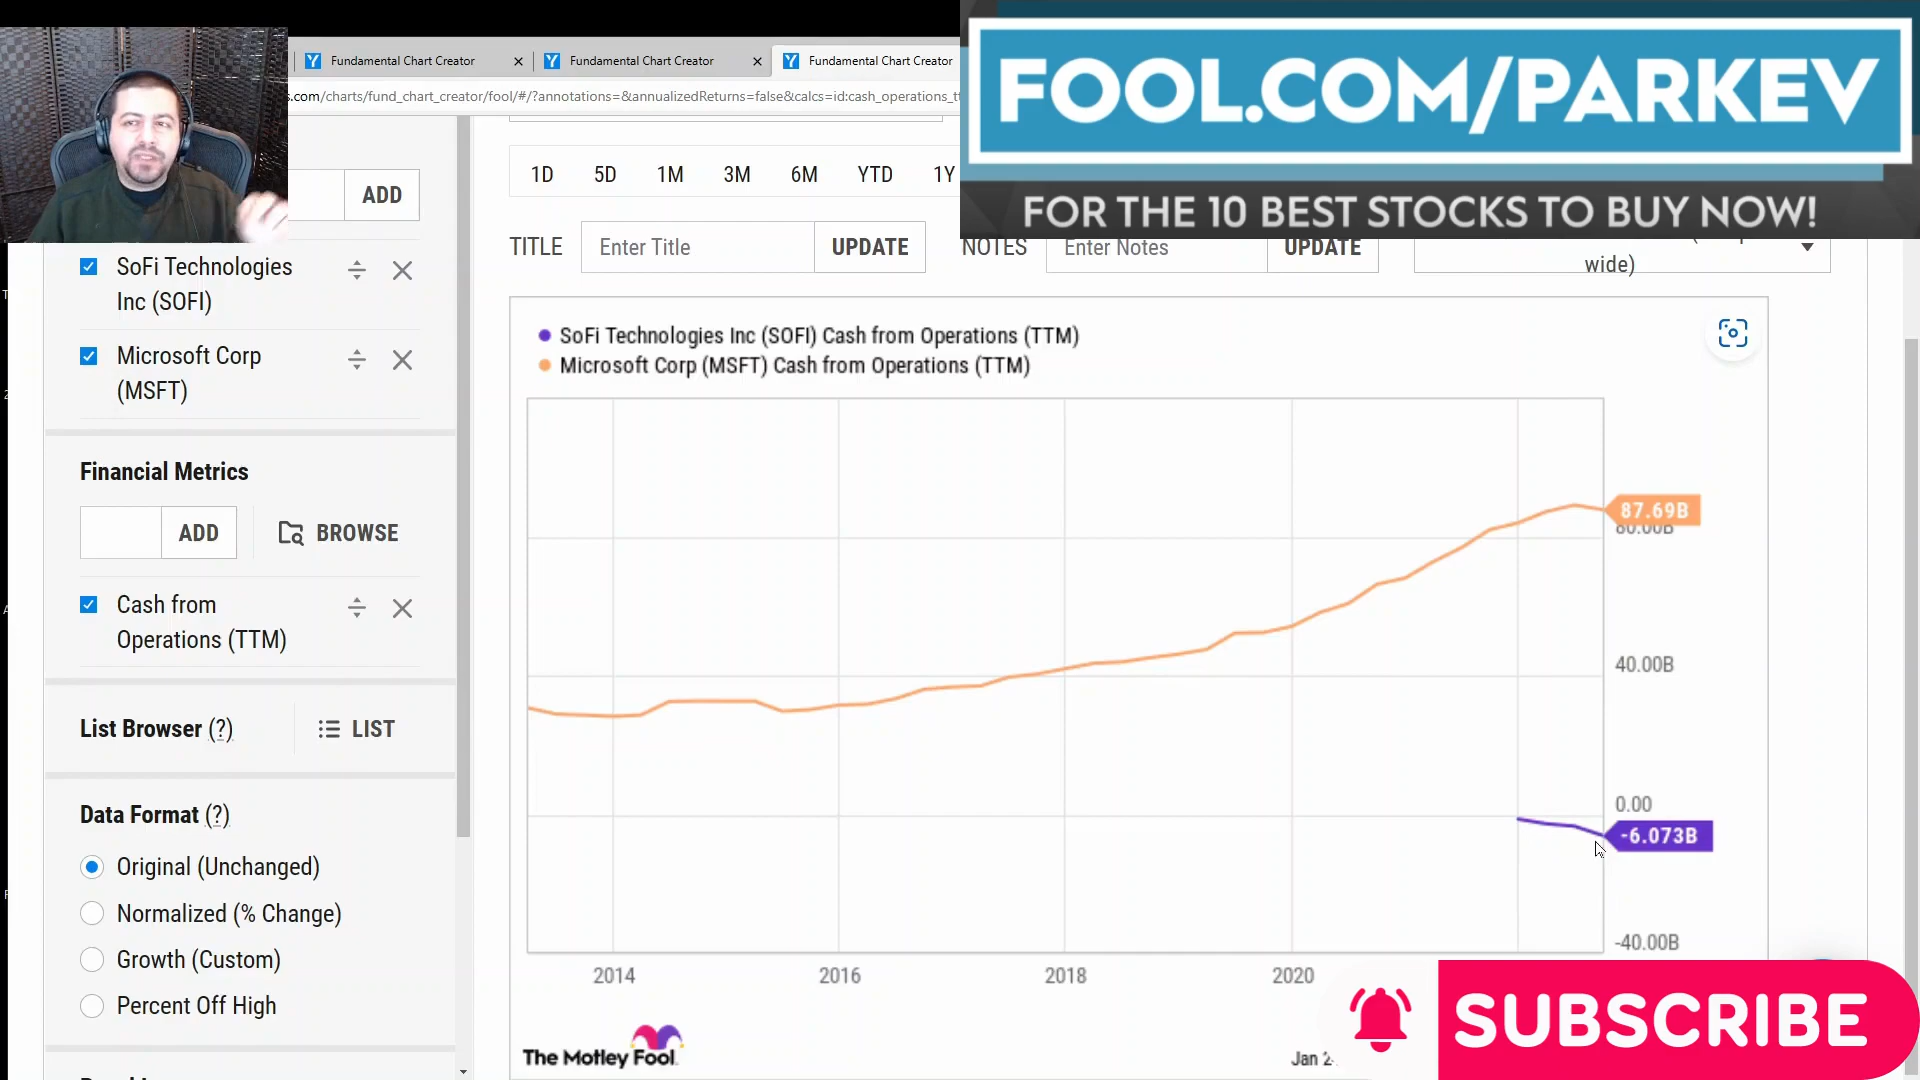 FOOL.COM/PARKEV
FOR THE 10 BEST STOCKS TO BUY NOW!
Fundamental Chart Creator
Fundamental Chart Creator
Fundamental Chart Creator
s.com/charts/fund_chart_creator/fool/#/?annotations=&annualizedReturns=false&calcs=id:cash_operations_tt
ADD
1D 5D 1M 3M 6M YTD 1Y
TITLE Enter Title UPDATE NOTES Enter Notes UPDATE
wide)
SoFi Technologies
Inc (SOFI)
Microsoft Corp
(MSFT)
Financial Metrics
ADD BROWSE
Cash from
Operations (TTM)
List Browser (?) LIST
Data Format (?)
Original (Unchanged)
Normalized (% Change)
Growth (Custom)
Percent Off High
SoFi Technologies Inc (SOFI) Cash from Operations (TTM)
Microsoft Corp (MSFT) Cash from Operations (TTM)
87.69B
80.00B
40.00B
0.00
-6.073B
-40.00B
2014 2016 2018 2020
The Motley Fool.
Jan 2
SUBSCRIBE